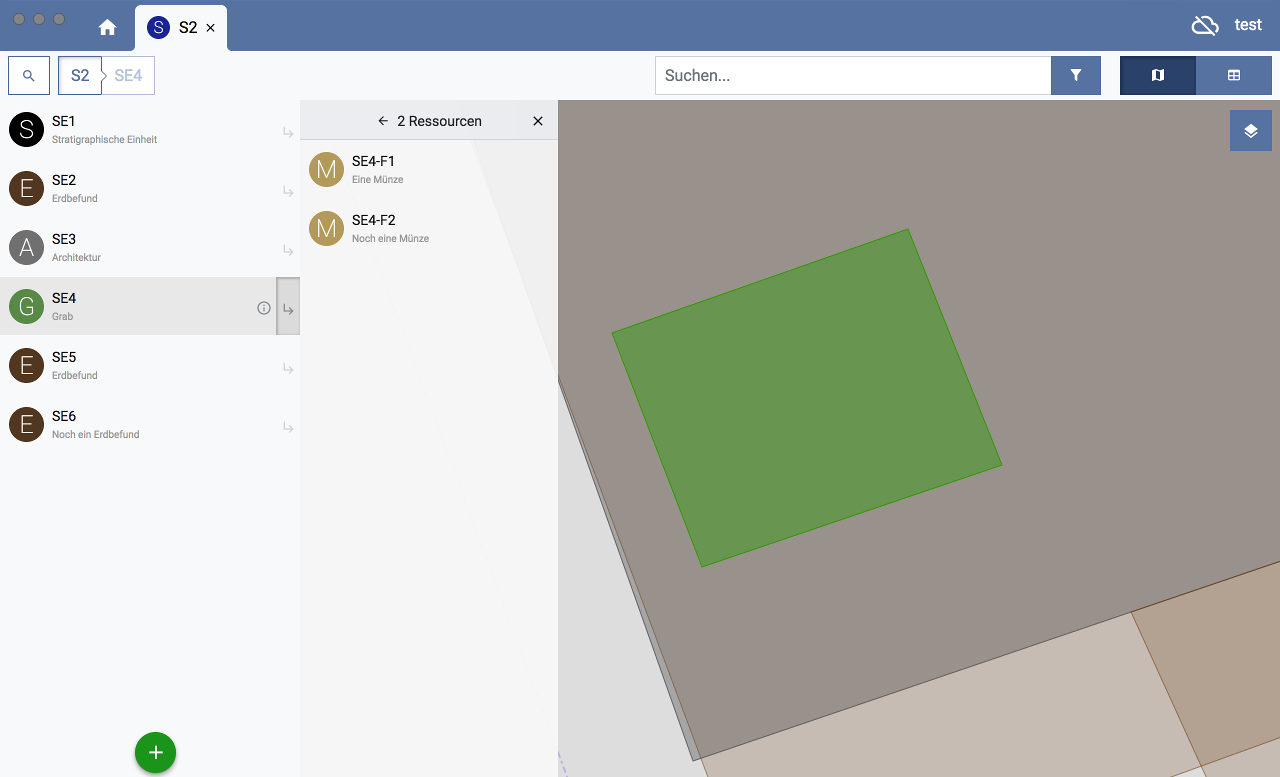 S S2
test
S2 SE4
Suchen...
S SE1
Stratigraphische Einheit
E SE2
Erdbefund
A SE3
Architektur
G SE4
Grab
E SE5
Erdbefund
E SE6
Noch ein Erdbefund
2 Ressourcen
M SE4-F1
Eine Münze
M SE4-F2
Noch eine Münze